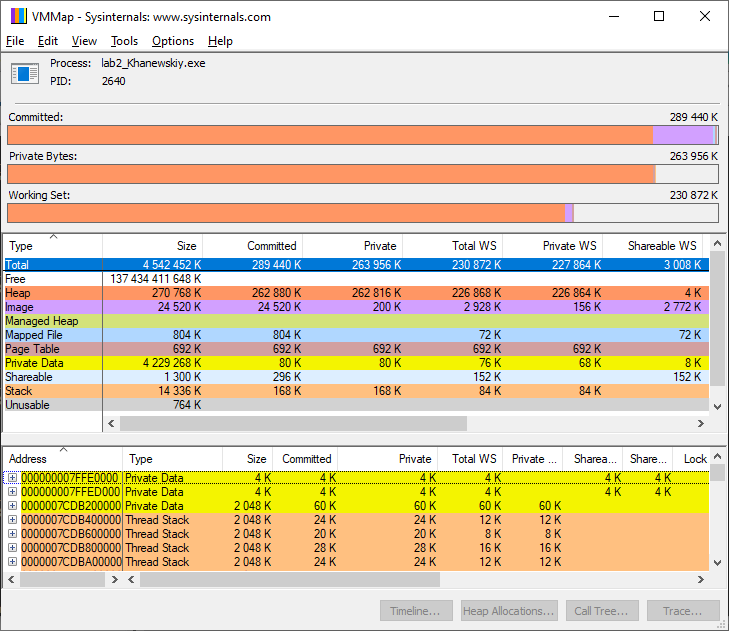 VMMap - Sysinternals: www.sysinternals.com
File Edit View Tools Options Help
Process: lab2_Khanewskiy.exe
PID: 2640
Committed: 289 440 K
Private Bytes: 263 956 K
Working Set: 230 872 K
Type Size Committed Private Total WS Private WS Shareable WS
Total 4 542 452 K 289 440 K 263 956 K 230 872 K 227 864 K 3 008 K
Free 137 434 411 648 K
Heap 270 768 K 262 880 K 262 816 K 226 868 K 226 864 K 4 K
Image 24 520 K 24 520 K 200 K 2 928 K 156 K 2 772 K
Managed Heap
Mapped File 804 K 804 K 72 K 72 K
Page Table 692 K 692 K 692 K 692 K 692 K
Private Data 4 229 268 K 80 K 80 K 76 K 68 K 8 K
Shareable 1 300 K 296 K 152 K 152 K
Stack 14 336 K 168 K 168 K 84 K 84 K
Unusable 764 K
Address Type Size Committed Private Total WS Private ... Sharea... Share... Lock
000000007FFE0000 Private Data 4 K 4 K 4 K 4 K 4 K 4 K
000000007FFED000 Private Data 4 K 4 K 4 K 4 K 4 K 4 K
0000007CDB200000 Private Data 2 048 K 60 K 60 K 60 K 60 K
0000007CDB400000 Thread Stack 2 048 K 24 K 24 K 12 K 12 K
0000007CDB600000 Thread Stack 2 048 K 20 K 20 K 8 K 8 K
0000007CDB800000 Thread Stack 2 048 K 28 K 28 K 16 K 16 K
0000007CDBA00000 Thread Stack 2 048 K 24 K 24 K 12 K 12 K
Timeline... Heap Allocations... Call Tree... Trace...